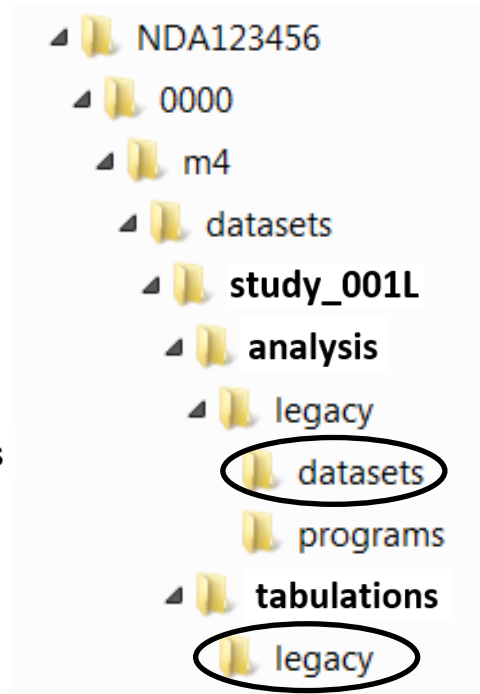 NDA123456
0000
m4
datasets
study_001L
analysis
legacy
datasets
programs
tabulations
legacy